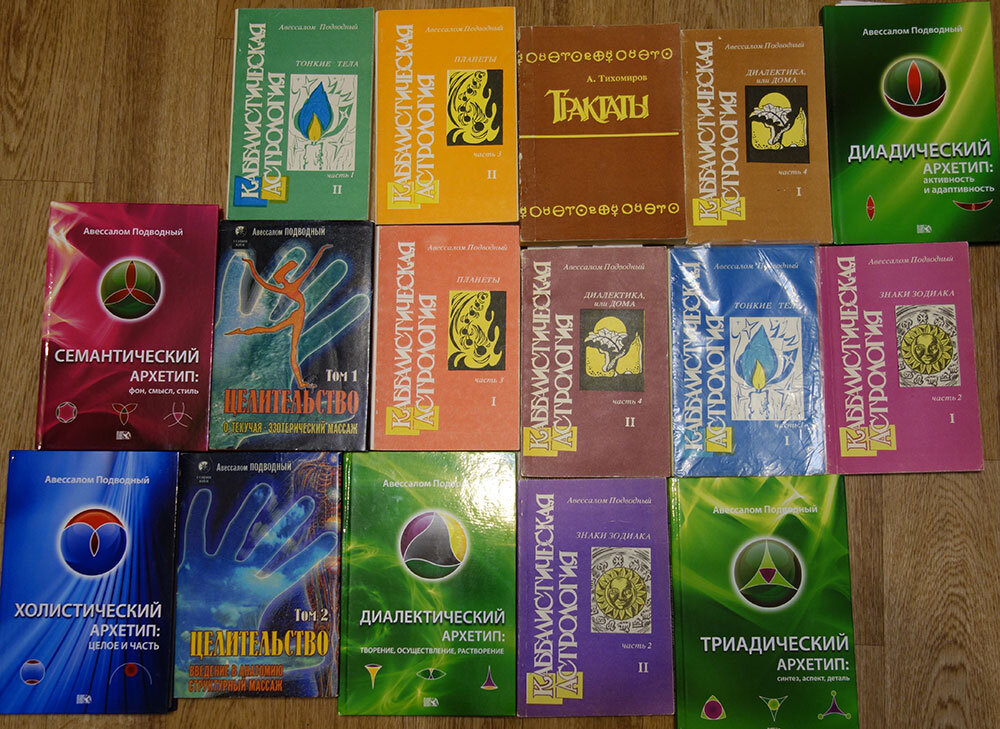 Авессалом Подводный
КАББАЛИСТИЧЕСКАЯ
АСТРОЛОГИЯ
ТОНКИЕ ТЕЛА
часть 1
II
Авессалом Подводный
КАББАЛИСТИЧЕСКАЯ
АСТРОЛОГИЯ
ПЛАНЕТЫ
часть 3
II
А. Тихомиров
ТРАКТАТЫ
Авессалом Подводный
КАББАЛИСТИЧЕСКАЯ
АСТРОЛОГИЯ
ДИАЛЕКТИКА,
или ДОМА
часть 4
I
Авессалом Подводный
ДИАДИЧЕСКИЙ
АРХЕТИП:
активность
и адаптивность
Авессалом Подводный
СЕМАНТИЧЕСКИЙ
АРХЕТИП:
фон, смысл, стиль
Авессалом ПОДВОДНЫЙ
Том 1
ЦЕЛИТЕЛЬСТВО
О ТЕКУЧАЯ ЭЗОТЕРИЧЕСКИЙ МАССАЖ
Авессалом Подводный
КАББАЛИСТИЧЕСКАЯ
АСТРОЛОГИЯ
ПЛАНЕТЫ
часть 3
I
Авессалом Подводный
КАББАЛИСТИЧЕСКАЯ
АСТРОЛОГИЯ
ДИАЛЕКТИКА,
или ДОМА
часть 4
II
Авессалом Подводный
КАББАЛИСТИЧЕСКАЯ
АСТРОЛОГИЯ
ТОНКИЕ ТЕЛА
часть 1
I
Авессалом Подводный
КАББАЛИСТИЧЕСКАЯ
АСТРОЛОГИЯ
ЗНАКИ ЗОДИАКА
часть 2
I
Авессалом Подводный
ХОЛИСТИЧЕСКИЙ
АРХЕТИП:
ЦЕЛОЕ И ЧАСТЬ
Авессалом ПОДВОДНЫЙ
Том 2
ЦЕЛИТЕЛЬСТВО
ВВЕДЕНИЕ В АНАТОМИЮ
СТРУКТУРНЫЙ МАССАЖ
Авессалом Подводный
ДИАЛЕКТИЧЕСКИЙ
АРХЕТИП:
ТВОРЕНИЕ, ОСУЩЕСТВЛЕНИЕ, РАСТВОРЕНИЕ
Авессалом Подводный
КАББАЛИСТИЧЕСКАЯ
АСТРОЛОГИЯ
ЗНАКИ ЗОДИАКА
часть 2
II
Авессалом Подводный
ТРИАДИЧЕСКИЙ
АРХЕТИП:
синтез, аспект, деталь